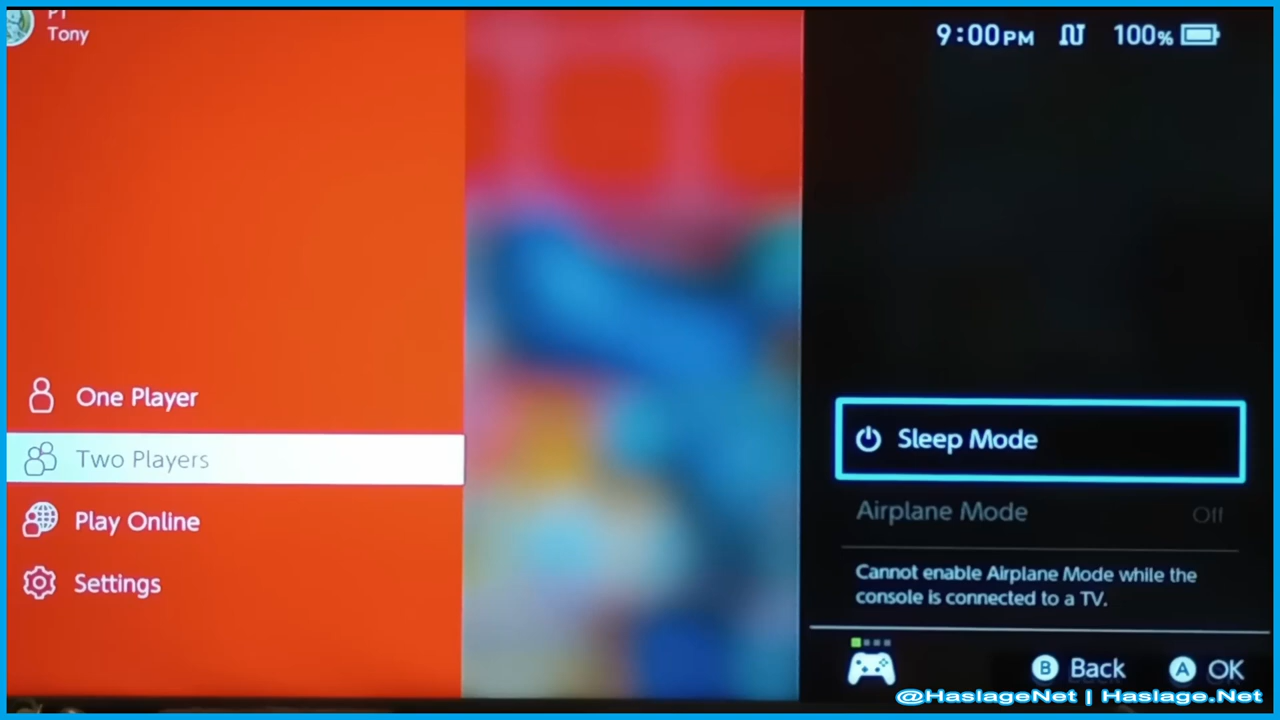 P1
Tony
One Player
Two Players
Play Online
Settings
9:00PM 100%
Sleep Mode
Airplane Mode Off
Cannot enable Airplane Mode while the
console is connected to a TV.
B Back A OK
@HaslageNet | Haslage.Net